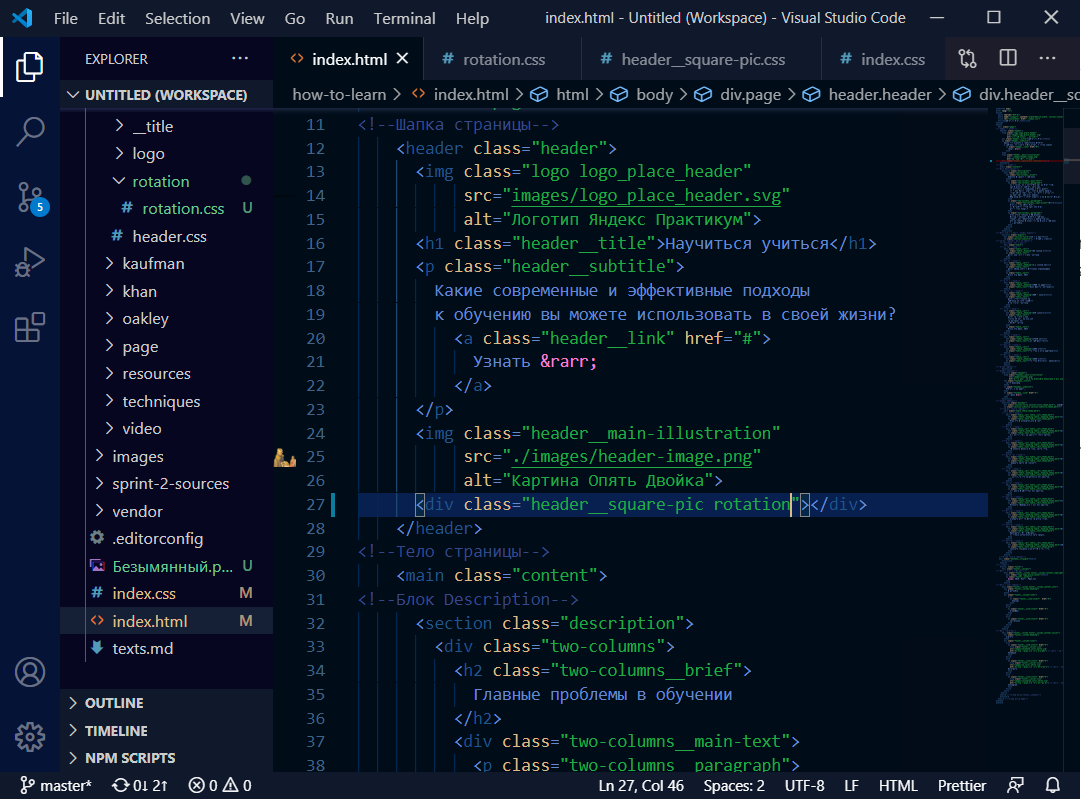 File Edit Selection View Go Run Terminal Help index.html - Untitled (Workspace) - Visual Studio Code
EXPLORER ···
index.html rotation.css header__square-pic.css index.css ···
UNTITLED (WORKSPACE)
how-to-learn > index.html > html > body > div.page > header.header > div.header__sc
__title
logo
rotation
rotation.css U
header.css
kaufman
khan
oakley
page
resources
techniques
video
images
sprint-2-sources
vendor
.editorconfig
Безымянный.p... U
index.css M
index.html M
texts.md
OUTLINE
TIMELINE
NPM SCRIPTS
5
11 <!--Шапка страницы-->
12 <header class="header">
13 <img class="logo logo_place_header"
14 src="images/logo_place_header.svg"
15 alt="Логотип Яндекс Практикум">
16 <h1 class="header__title">Научиться учиться</h1>
17 <p class="header__subtitle">
18 Какие современные и эффективные подходы
19 к обучению вы можете использовать в своей жизни?
20 <a class="header__link" href="#">
21 Узнать &rarr;
22 </a>
23 </p>
24 <img class="header__main-illustration"
25 src="./images/header-image.png"
26 alt="Картина Опять Двойка">
27 <div class="header__square-pic rotation"></div>
28 </header>
29 <!--Тело страницы-->
30 <main class="content">
31 <!--Блок Description-->
32 <section class="description">
33 <div class="two-columns">
34 <h2 class="two-columns__brief">
35 Главные проблемы в обучении
36 </h2>
37 <div class="two-columns__main-text">
38 <p class="two-columns__paragraph">
master* 0↓ 2↑ 0 0 Ln 27, Col 46 Spaces: 2 UTF-8 LF HTML Prettier